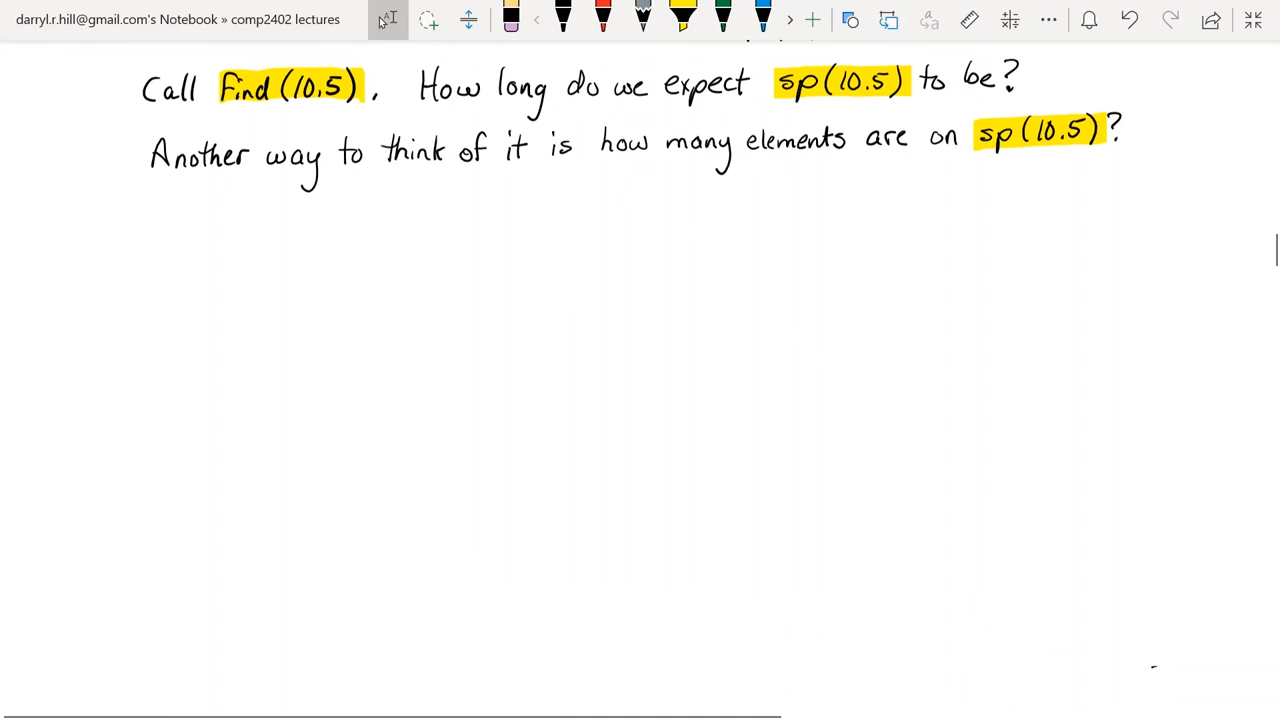 darryl.r.hill@gmail.com's Notebook » comp2402 lectures
Call Find(10.5). How long do we expect sp(10.5) to be?
Another way to think of it is how many elements are on sp(10.5)?